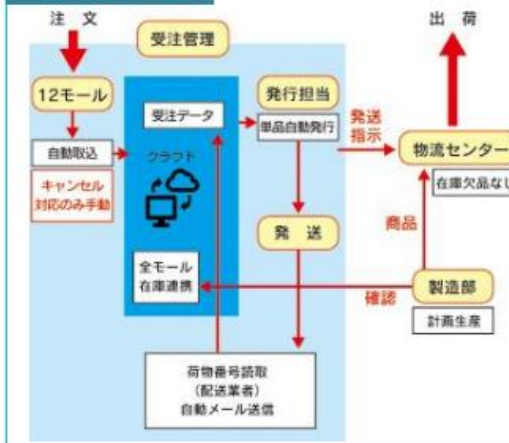 注文
出荷
受注管理
12モール
自動取込
キャンセル
対応のみ手動
受注データ
クラウド
全モール
在庫連携
発行担当
単品自動発行
発送
指示
発送
物流センター
在庫欠品なし
商品
製造部
計画生産
確認
荷物番号読取
(配送業者)
自動メール送信